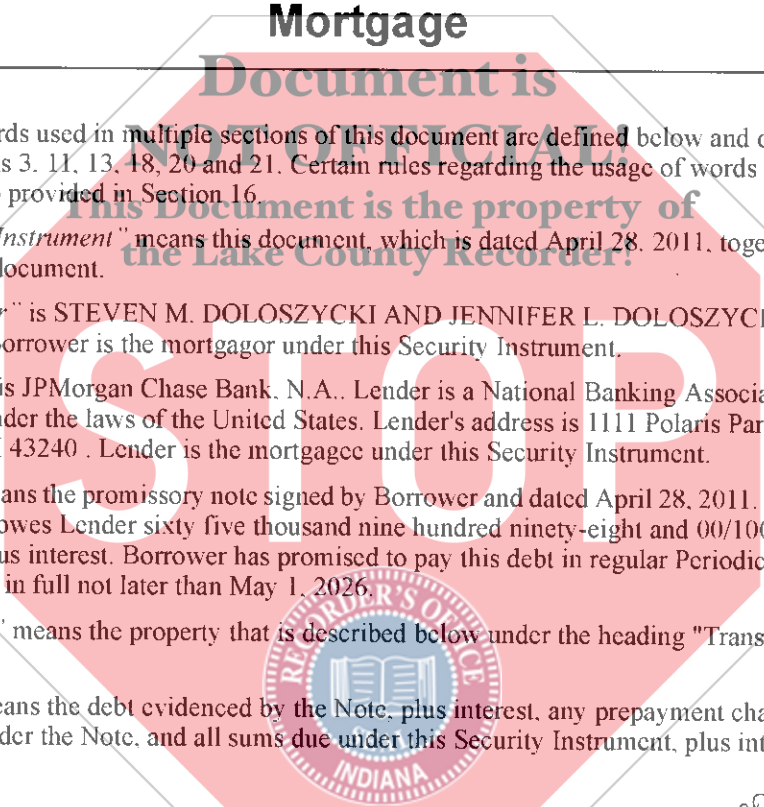 Mortgage
Document is
rds used in multiple sections of this document are defined below and
NOT OFFICIAL!
s 3. 11, 13, 18, 20 and 21. Certain rules regarding the usage of words
provided in Section 16.
This Document is the property of
Instrument" means this document, which is dated April 28, 2011, toge
the Lake County Recorder!
document.
" is STEVEN M. DOLOSZYCKI AND JENNIFER L. DOLOSZYC
Borrower is the mortgagor under this Security Instrument.
STOP
is JPMorgan Chase Bank, N.A.. Lender is a National Banking Associa
der the laws of the United States. Lender's address is 1111 Polaris Par
43240 . Lender is the mortgagee under this Security Instrument.
ans the promissory note signed by Borrower and dated April 28, 2011.
owes Lender sixty five thousand nine hundred ninety-eight and 00/100
us interest. Borrower has promised to pay this debt in regular Periodic
in full not later than May 1, 2026.
" means the property that is described below under the heading "Trans
RECORDER'S OFFICE
eans the debt evidenced by the Note, plus interest, any prepayment cha
der the Note, and all sums due under this Security Instrument, plus int
INDIANA